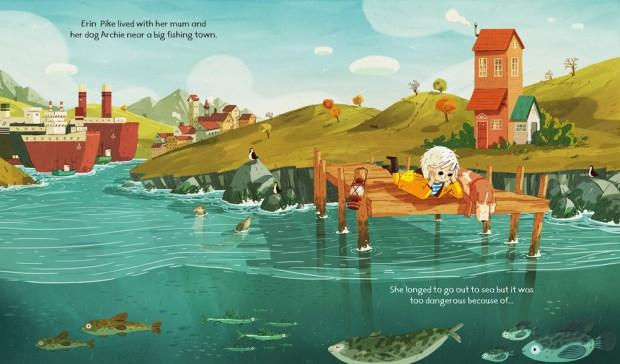 Erin Pike lived with her mum and
her dog Archie near a big fishing town.
She longed to go out to sea but it was
too dangerous because of...